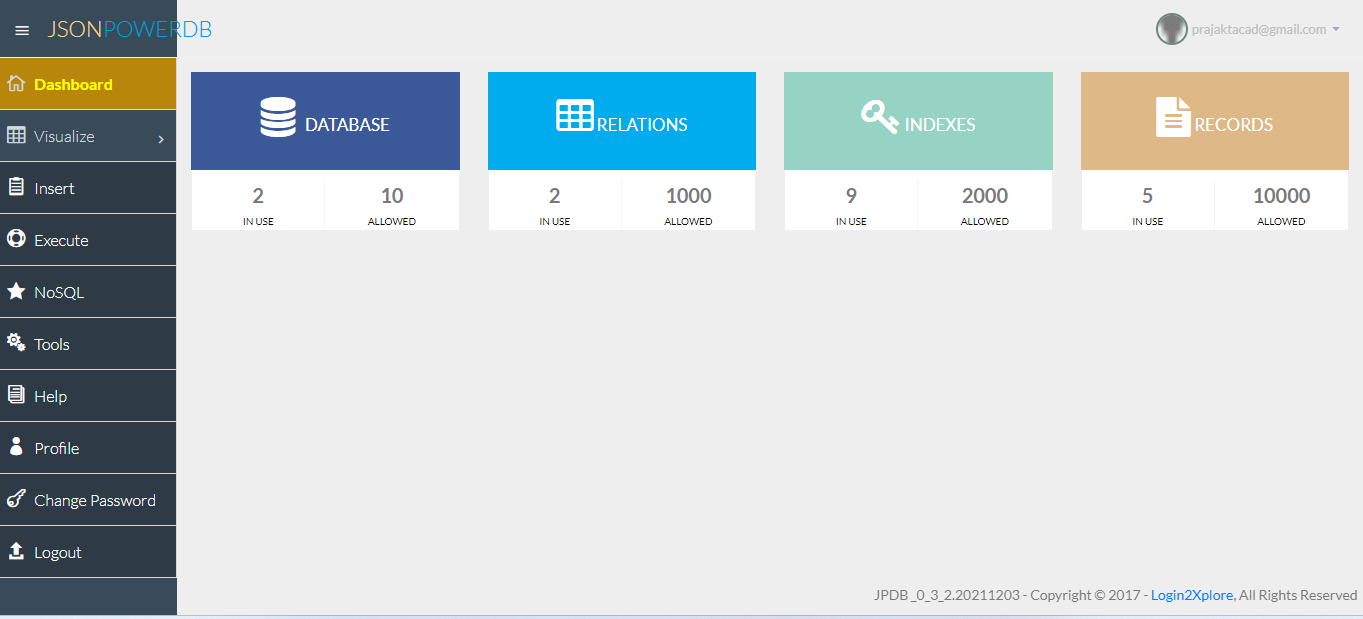 JSONPOWERDB
prajaktacad@gmail.com
Dashboard
Visualize
Insert
Execute
NoSQL
Tools
Help
Profile
Change Password
Logout
DATABASE
2 10
IN USE ALLOWED
RELATIONS
2 1000
IN USE ALLOWED
INDEXES
9 2000
IN USE ALLOWED
RECORDS
5 10000
IN USE ALLOWED
JPDB_0_3_2.20211203 - Copyright © 2017 - Login2Xplore, All Rights Reserved